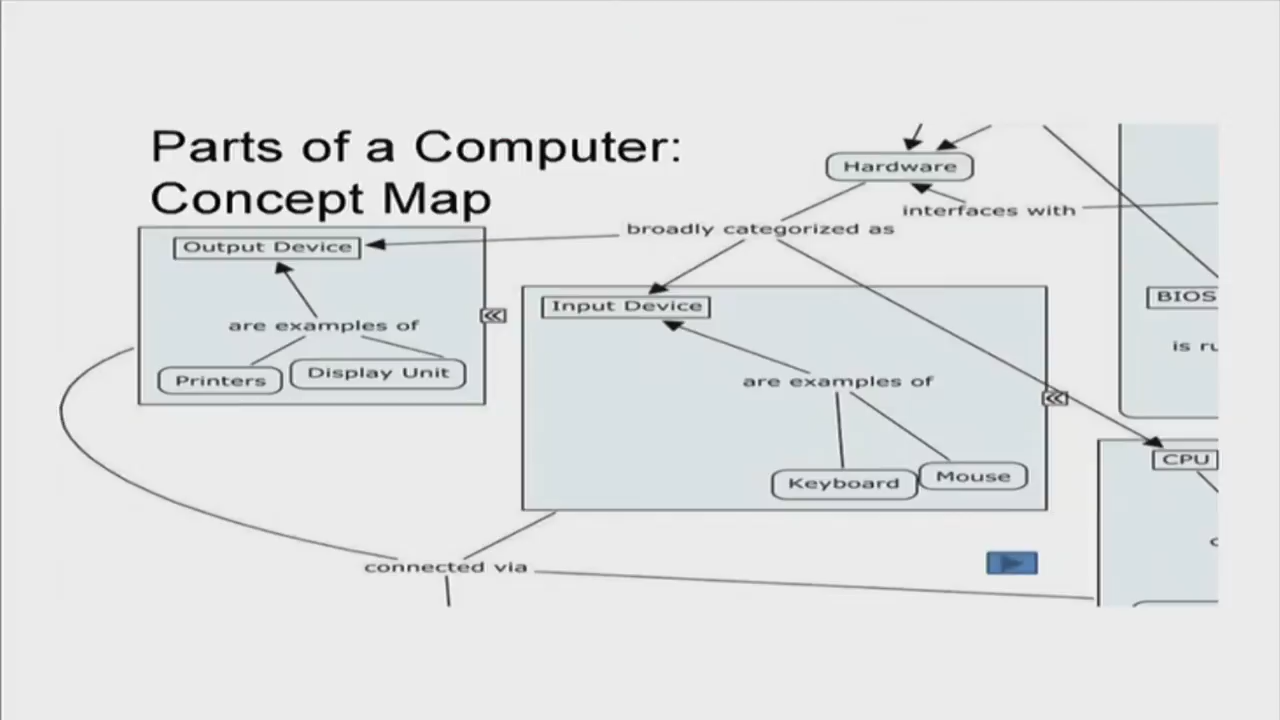 Parts of a Computer:
Concept Map
Hardware
interfaces with
broadly categorized as
Output Device
are examples of
Printers
Display Unit
Input Device
are examples of
Keyboard
Mouse
BIOS
CPU
connected via